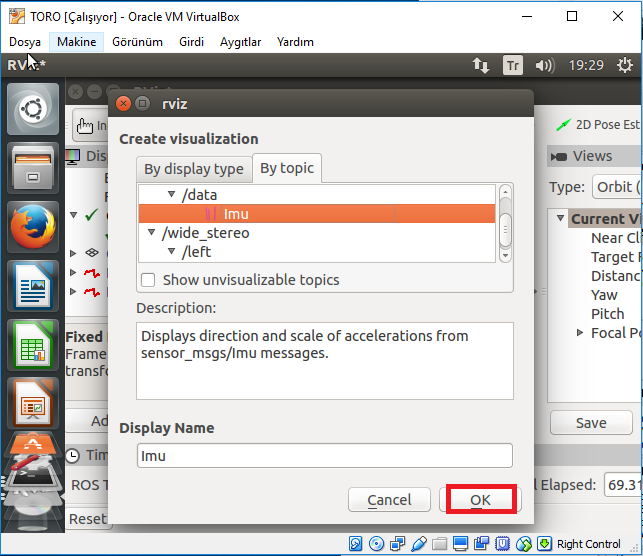 TORO [Çalışıyor] - Oracle VM VirtualBox
Dosya Makine Görünüm Girdi Aygıtlar Yardım
RViz* Tr 19:29
rviz
In 2D Pose Est
Create visualization
By display type By topic
Views
Type: Orbit (
/data
Imu
/wide_stereo
/left
Show unvisualizable topics
Current Vi
Near Cli
Target F
Distanc
Yaw
Pitch
Focal Po
Description:
Displays direction and scale of accelerations from
sensor_msgs/Imu messages.
Fixed
Frame
transfo
Ad Save
Display Name
Imu
Tim
ROS T Elapsed: 69.31
Cancel OK
Reset
Right Control